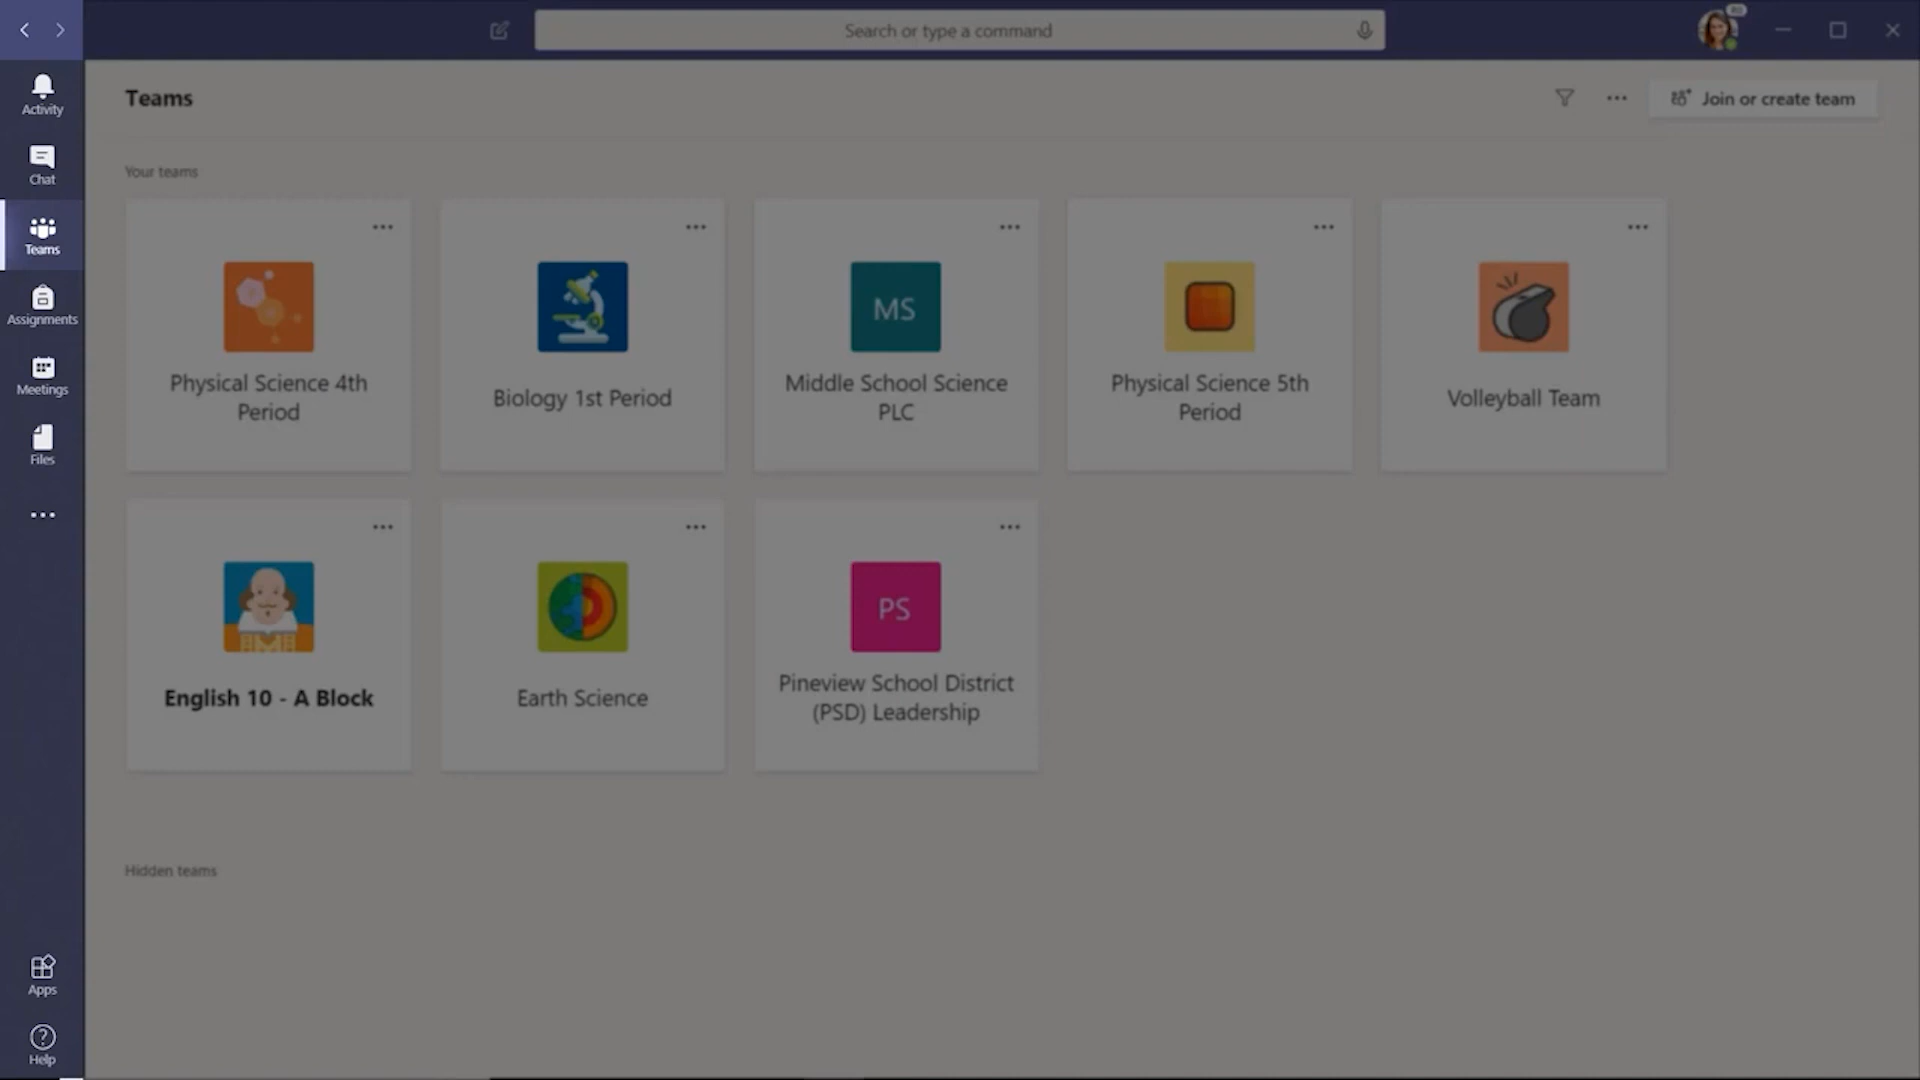 Search or type a command
Activity
Chat
Teams
Assignments
Meetings
Files
Apps
Help
Teams
Join or create team
Your teams
Physical Science 4th
Period
Biology 1st Period
MS
Middle School Science
PLC
Physical Science 5th
Period
Volleyball Team
English 10 - A Block
Earth Science
PS
Pineview School District
(PSD) Leadership
Hidden teams